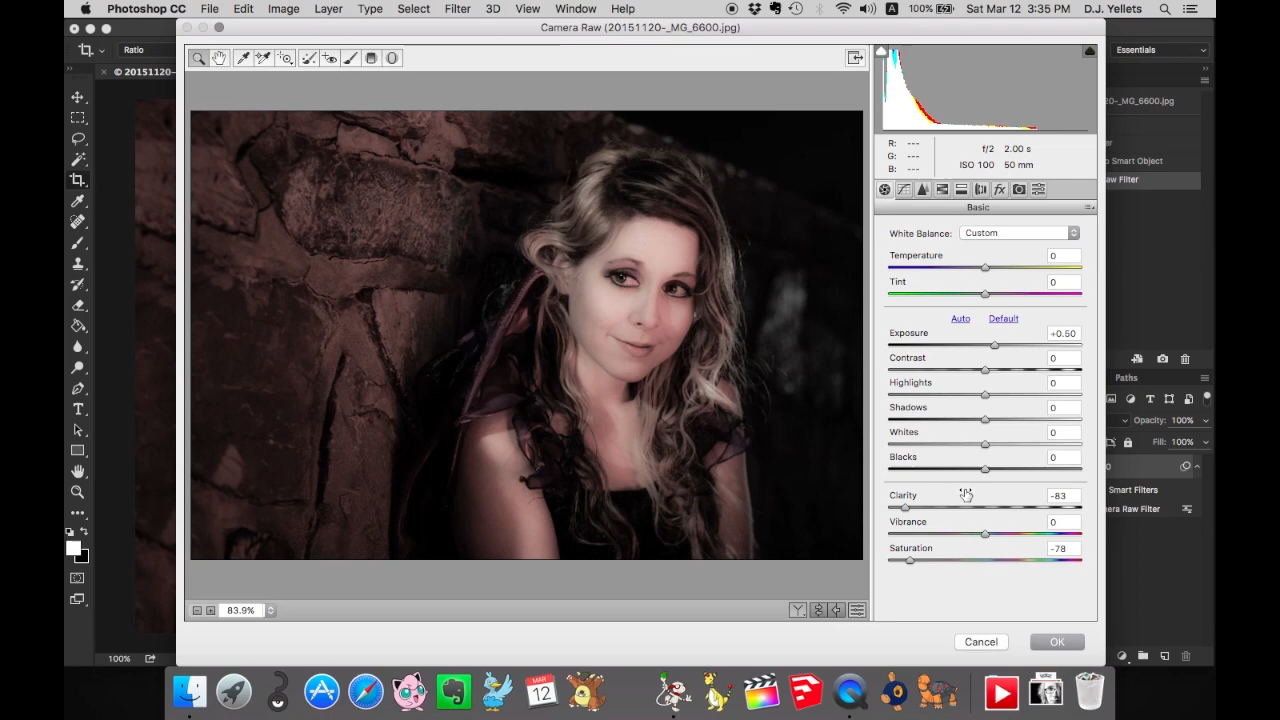 Photoshop CC File Edit Image Layer Type Select Filter 3D View Window Help 100% Sat Mar 12 3:35 PM D.J. Yellets
Camera Raw (20151120-_MG_6600.jpg)
Ratio
Essentials
© 20151120-
20-_MG_6600.jpg
R: ---
G: ---
B: ---
f/2 2.00 s
ISO 100 50 mm
o Smart Object
aw Filter
Basic
White Balance: Custom
Temperature 0
Tint 0
Auto Default
Exposure +0.50
Contrast 0
Highlights 0
Shadows 0
Whites 0
Blacks 0
Clarity -83
Vibrance 0
Saturation -78
Paths
Opacity: 100%
Fill: 100%
Smart Filters
era Raw Filter
83.9%
Cancel OK
100%
MAR
12